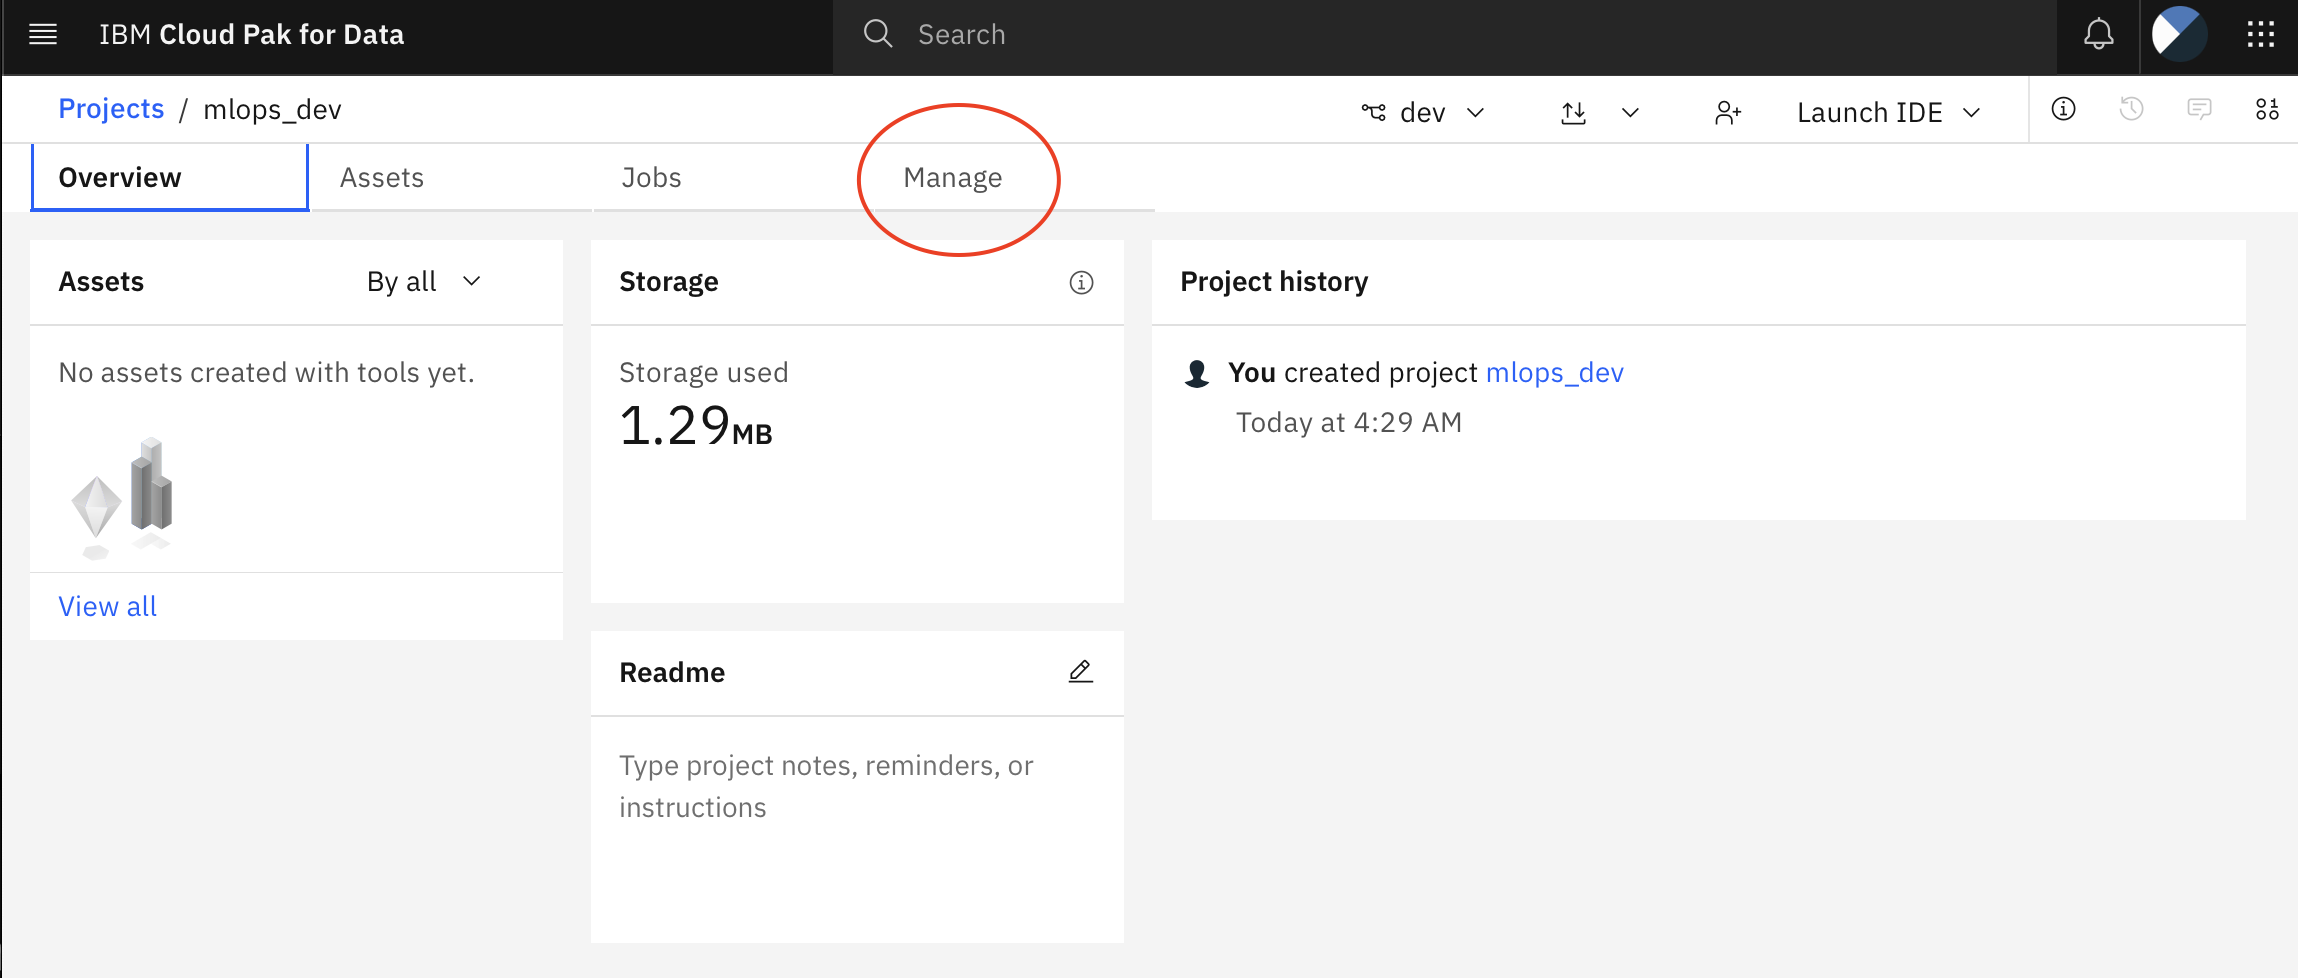 IBM Cloud Pak for Data
Search
Projects / mlops_dev
dev
Launch IDE
Overview
Assets
Jobs
Manage
Assets
By all
No assets created with tools yet.
View all
Storage
Storage used
1.29MB
Readme
Type project notes, reminders, or
instructions
Project history
You created project mlops_dev
Today at 4:29 AM